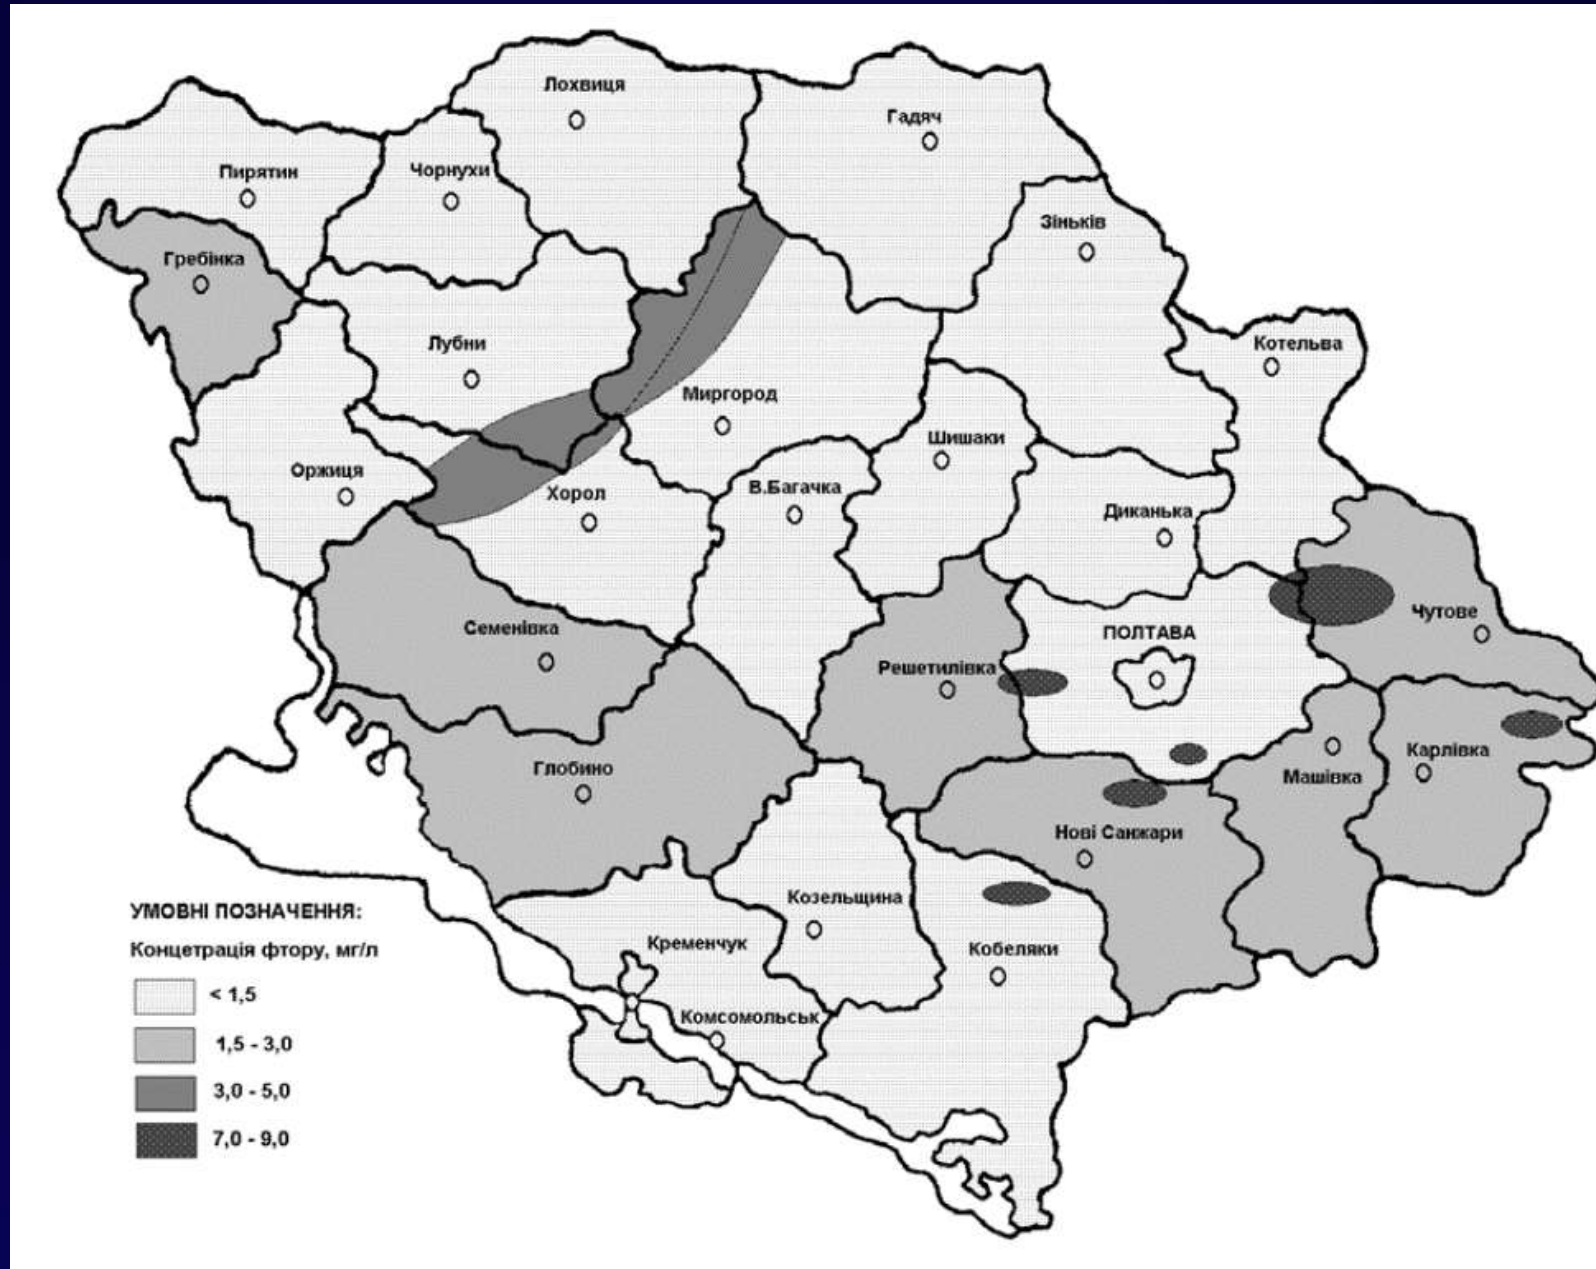 Лохвиця
Гадяч
Пирятин
Чорнухи
Зіньків
Гребінка
Лубни
Котельва
Миргород
Шишаки
Оржиця
Хорол
В.Багачка
Диканька
Чутове
Семенівка
ПОЛТАВА
Решетилівка
Глобино
Карлівка
Машівка
Нові Санжари
Козельщина
Кременчук
Кобеляки
Комсомольськ
УМОВНІ ПОЗНАЧЕННЯ:
Концетрація фтору, мг/л
< 1,5
1,5 - 3,0
3,0 - 5,0
7,0 - 9,0